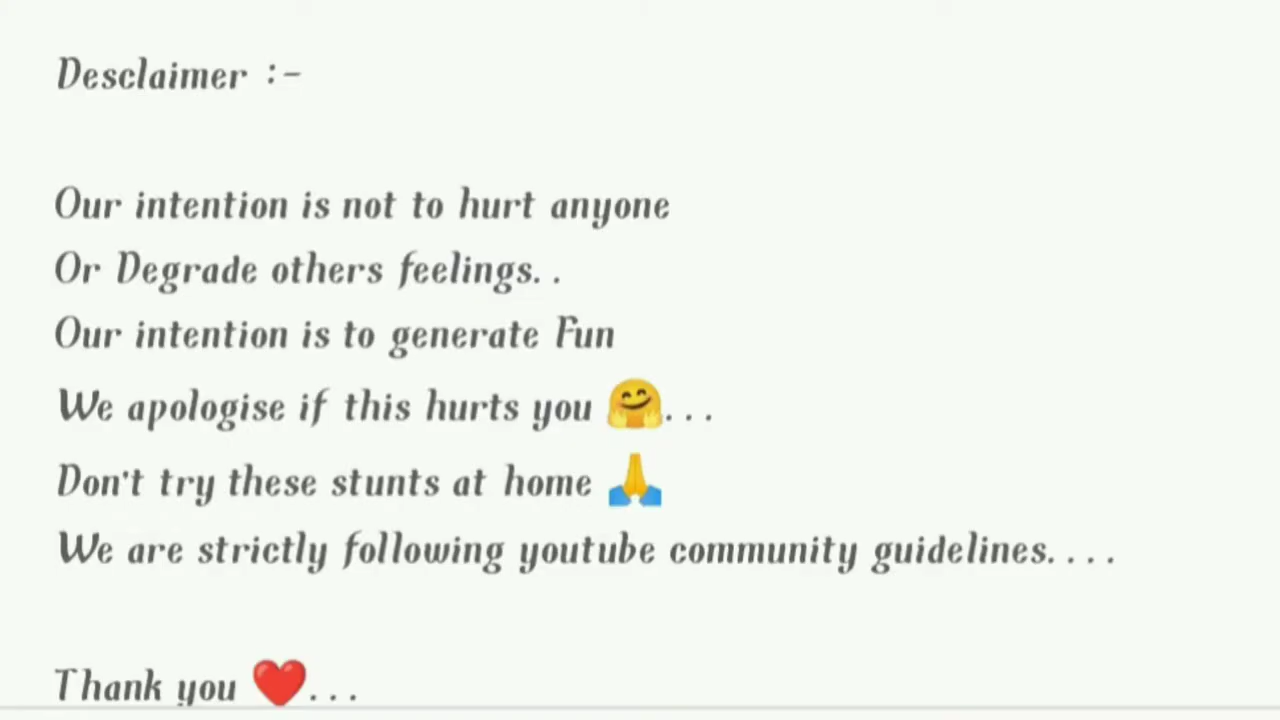 Desclaimer :-
Our intention is not to hurt anyone
Or Degrade others feelings. .
Our intention is to generate Fun
We apologise if this hurts you 🤗. . .
Don't try these stunts at home 🙏
We are strictly following youtube community guidelines. . . .
Thank you ❤️. . .